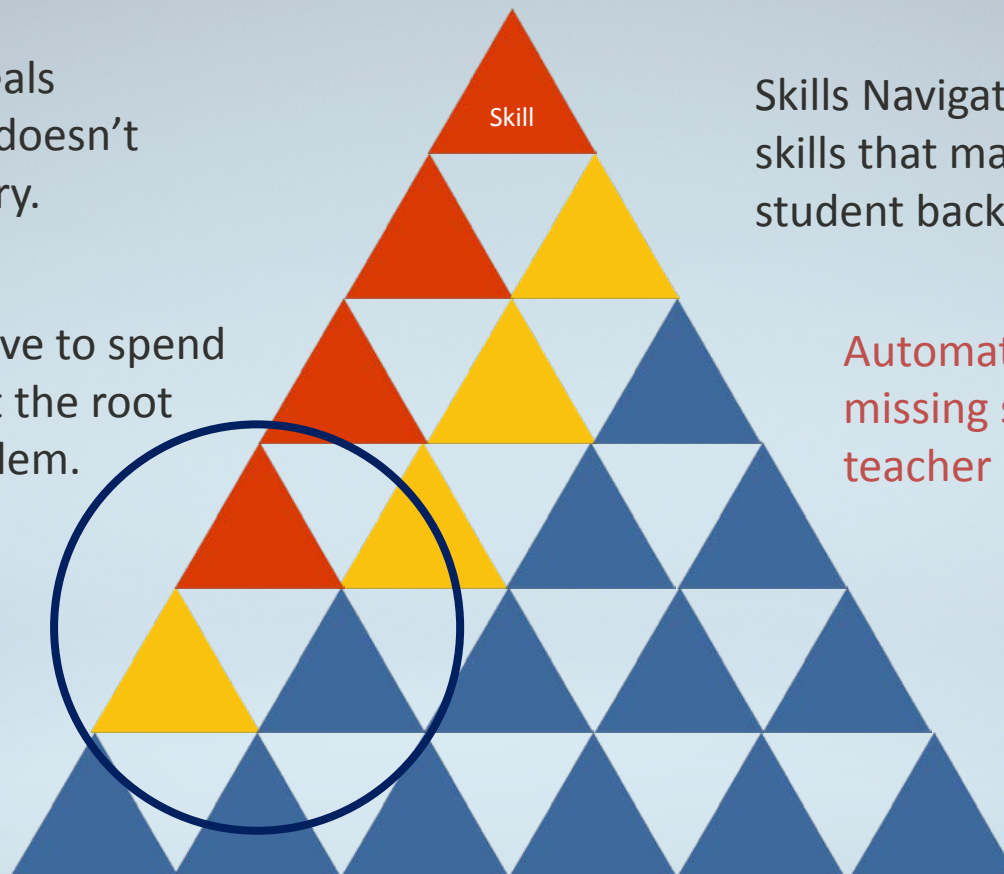 eals
doesn't
ry.
ve to spend
t the root
lem.
Skill
Skills Navigat
skills that ma
student back
Automat
missing s
teacher